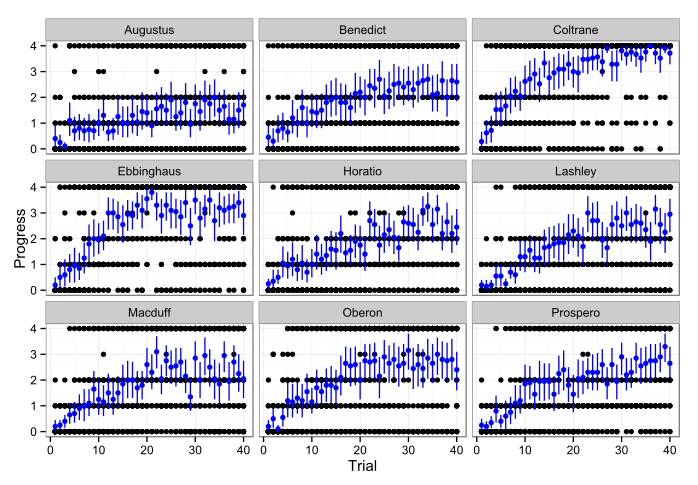 Augustus Benedict Coltrane
4
3
2
1
0
Ebbinghaus Horatio Lashley
4
3
2
1
0
Progress
Macduff Oberon Prospero
4
3
2
1
0
0 10 20 30 40 0 10 20 30 40 0 10 20 30 40
Trial